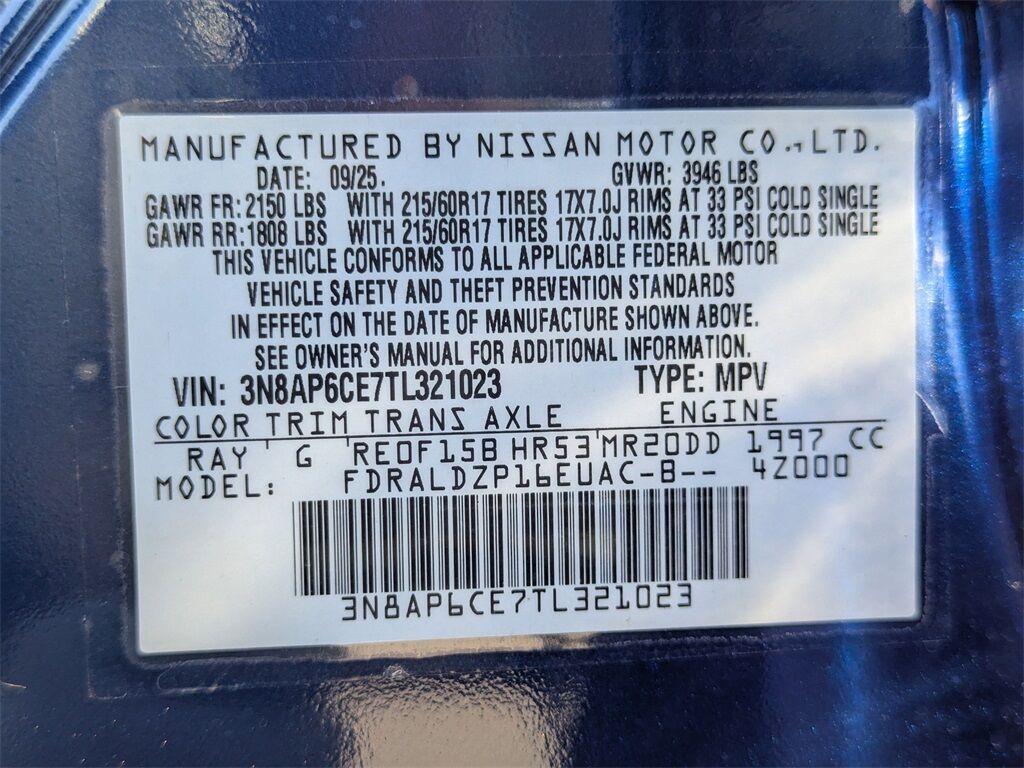 MANUFACTURED BY NISSAN MOTOR CO., LTD.
DATE: 09/25. GVWR: 3946 LBS
GAWR FR: 2150 LBS WITH 215/60R17 TIRES 17X7.0J RIMS AT 33 PSI COLD SINGLE
GAWR RR: 1808 LBS WITH 215/60R17 TIRES 17X7.0J RIMS AT 33 PSI COLD SINGLE
THIS VEHICLE CONFORMS TO ALL APPLICABLE FEDERAL MOTOR
VEHICLE SAFETY AND THEFT PREVENTION STANDARDS
IN EFFECT ON THE DATE OF MANUFACTURE SHOWN ABOVE.
SEE OWNER'S MANUAL FOR ADDITIONAL INFORMATION.
VIN: 3N8AP6CE7TL321023 TYPE: MPV
COLOR TRIM TRANS AXLE ENGINE
RAY G RE0F15B HR53 MR20DD 1997 CC
MODEL: FDRALDZP16EUAC-B-- 4Z000
3N8AP6CE7TL321023